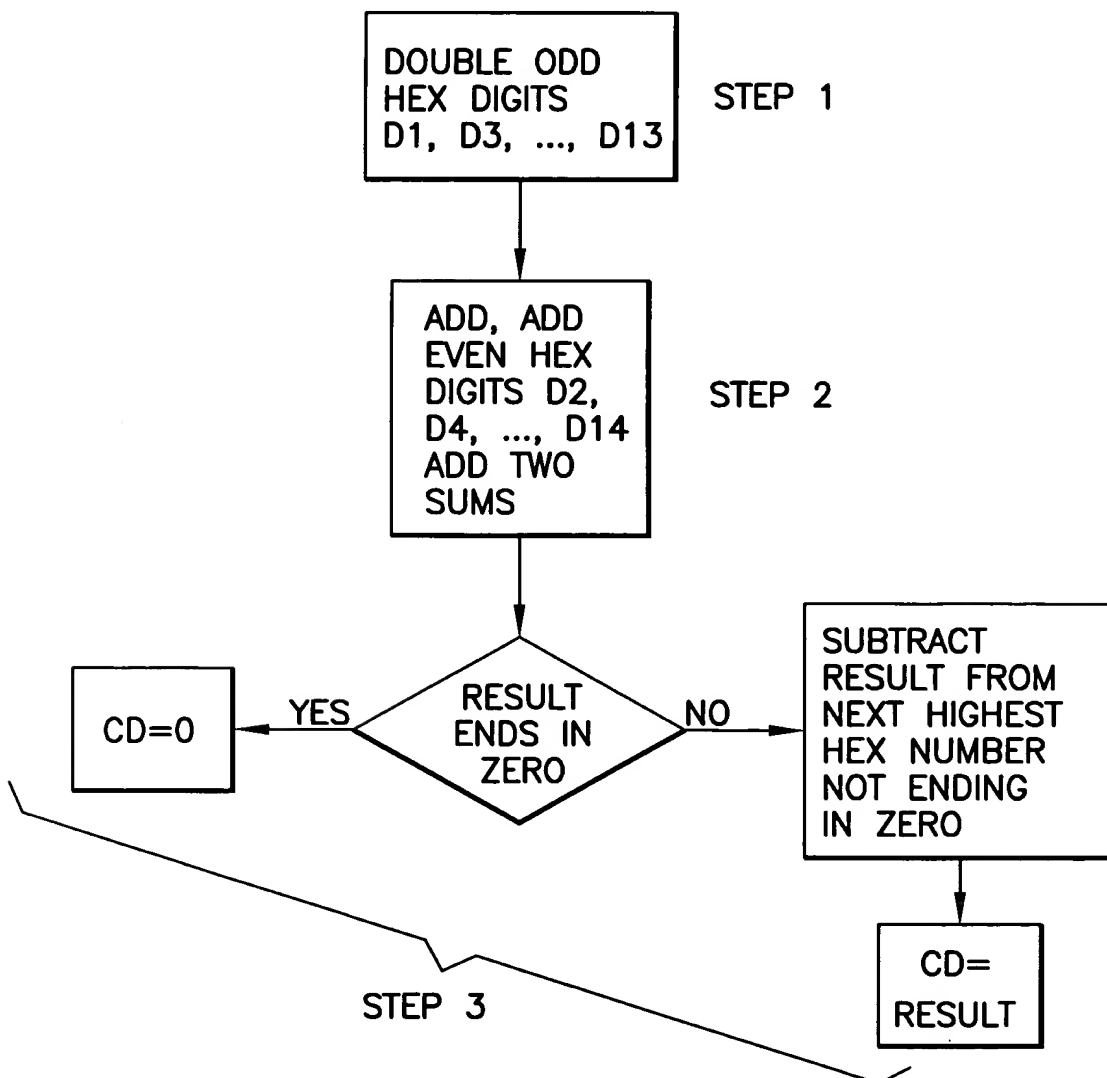 DOUBLE ODD
HEX DIGITS
D1, D3, ..., D13
STEP 1
ADD, ADD
EVEN HEX
DIGITS D2,
D4, ..., D14
ADD TWO
SUMS
STEP 2
RESULT
ENDS IN
ZERO
YES
NO
CD=0
SUBTRACT
RESULT FROM
NEXT HIGHEST
HEX NUMBER
NOT ENDING
IN ZERO
CD=
RESULT
STEP 3